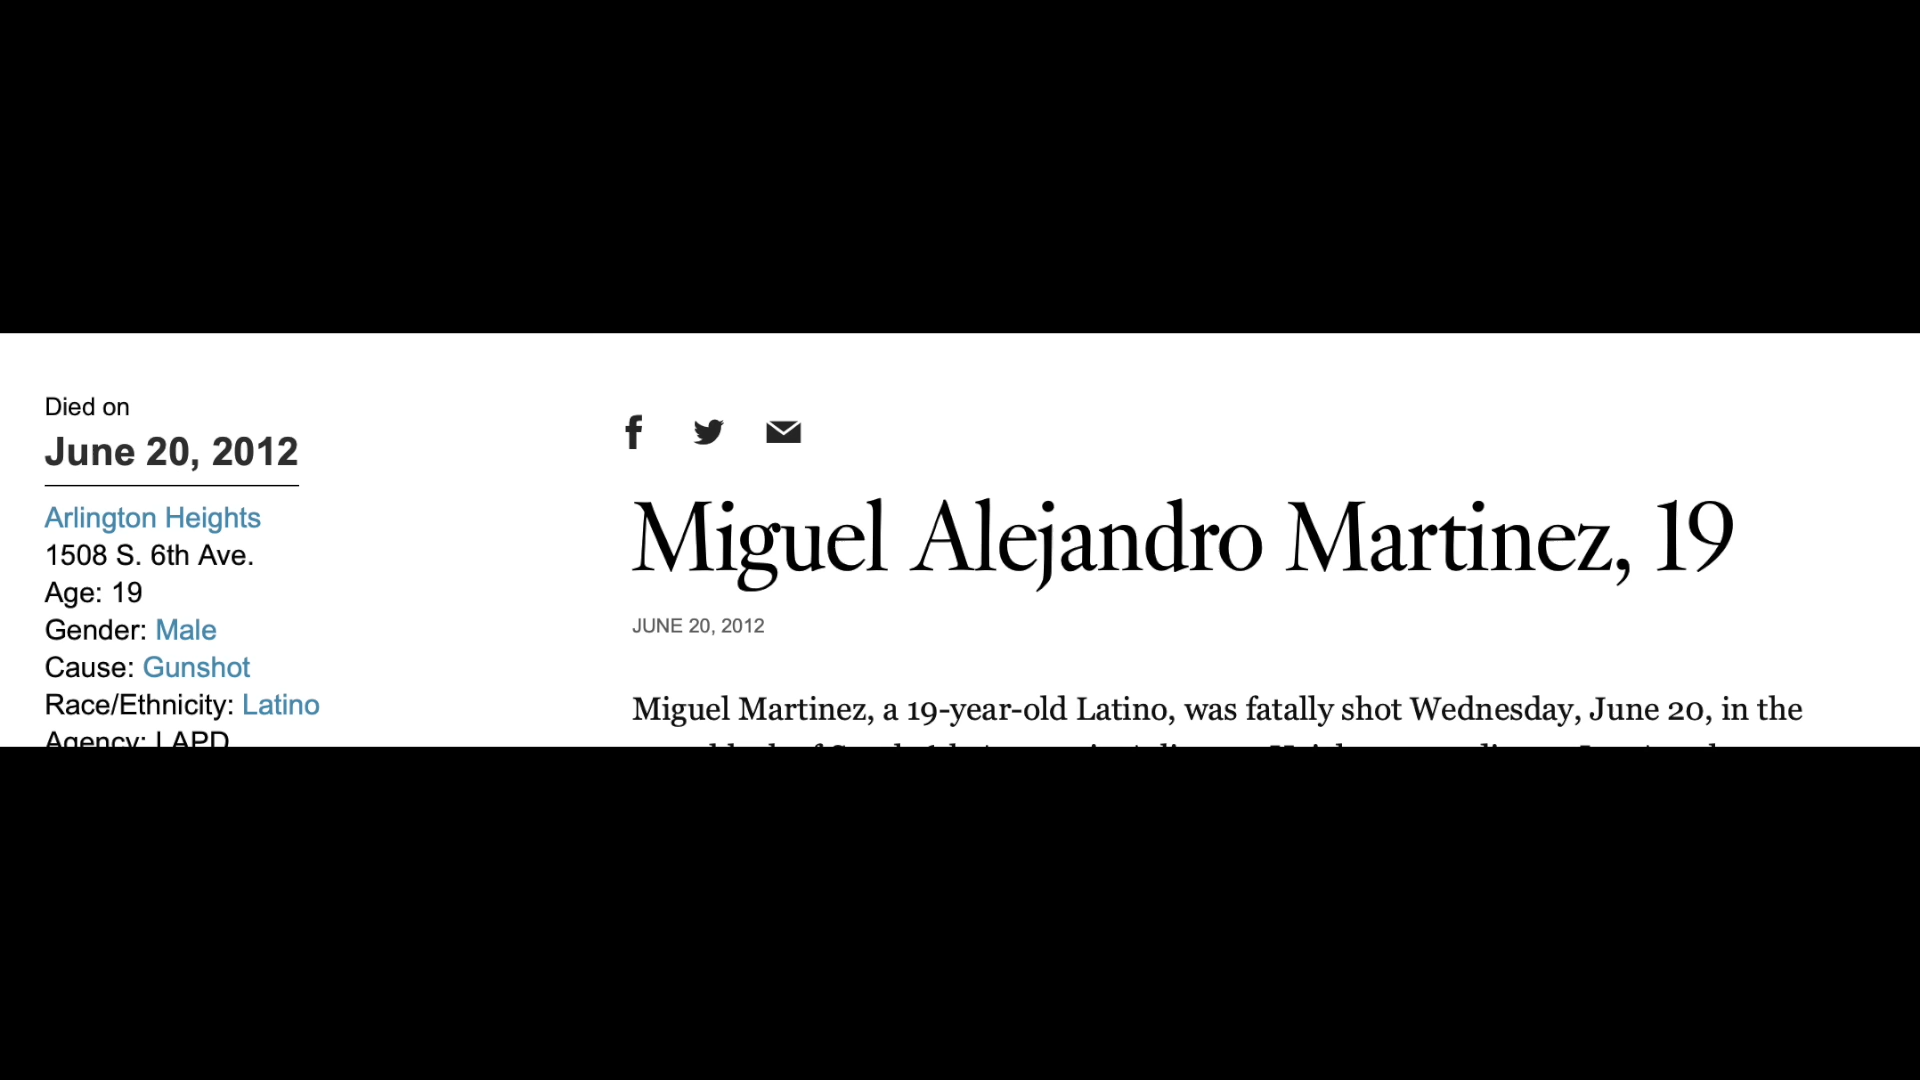 Died on
June 20, 2012
Arlington Heights
1508 S. 6th Ave.
Age: 19
Gender: Male
Cause: Gunshot
Race/Ethnicity: Latino
Agency: LAPD
Miguel Alejandro Martinez, 19
JUNE 20, 2012
Miguel Martinez, a 19-year-old Latino, was fatally shot Wednesday, June 20, in the